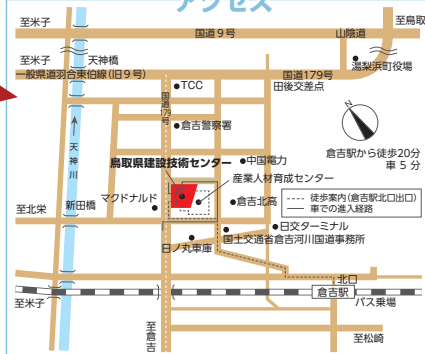 アクセス
至米子
国道９号
山陰道
至鳥取
至米子
天神橋
一般県道羽合東伯線(旧９号)
国道179号
湯梨浜町役場
田後交差点
TCC
国道179号
倉吉警察署
N
倉吉駅から徒歩20分
車 5 分
天神川
鳥取県建設技術センター
中国電力
産業人材育成センター
マクドナルド
倉吉北高
徒歩案内(倉吉駅北口出口)
車での進入経路
至北栄
新田橋
日交ターミナル
国土交通省倉吉河川国道事務所
日ノ丸車庫
北口
至米子
倉吉駅
バス乗場
至倉吉
至松崎